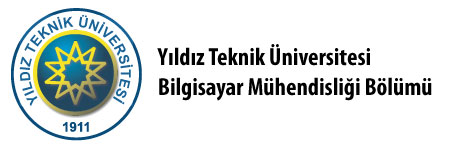 YILDIZ TEKNİK ÜNİVERSİTESİ
1911
Yıldız Teknik Üniversitesi
Bilgisayar Mühendisliği Bölümü